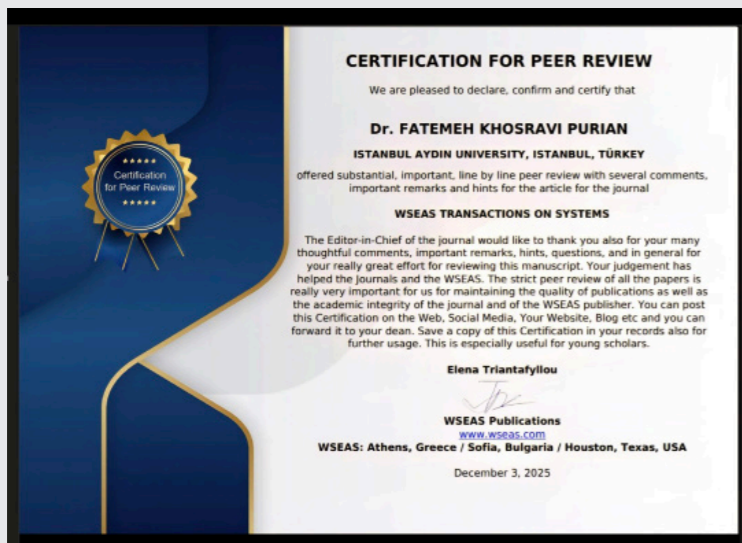 CERTIFICATION FOR PEER REVIEW
We are pleased to declare, confirm and certify that
Dr. FATEMEH KHOSRAVI PURIAN
ISTANBUL AYDIN UNIVERSITY, ISTANBUL, TÜRKEY
offered substantial, important, line by line peer review with several comments,
important remarks and hints for the article for the journal
WSEAS TRANSACTIONS ON SYSTEMS
The Editor-in-Chief of the journal would like to thank you also for your many
thoughtful comments, important remarks, hints, questions, and in general for
your really great effort for reviewing this manuscript. Your judgement has
helped the Journals and the WSEAS. The strict peer review of all the papers is
really very important for us for maintaining the quality of publications as well as
the academic integrity of the journal and of the WSEAS publisher. You can post
this Certification on the Web, Social Media, Your Website, Blog etc and you can
forward it to your dean. Save a copy of this Certification in your records also for
further usage. This is especially useful for young scholars.
Elena Triantafyllou
WSEAS Publications
www.wseas.com
WSEAS: Athens, Greece / Sofia, Bulgaria / Houston, Texas, USA
December 3, 2025
Certification
for Peer Review